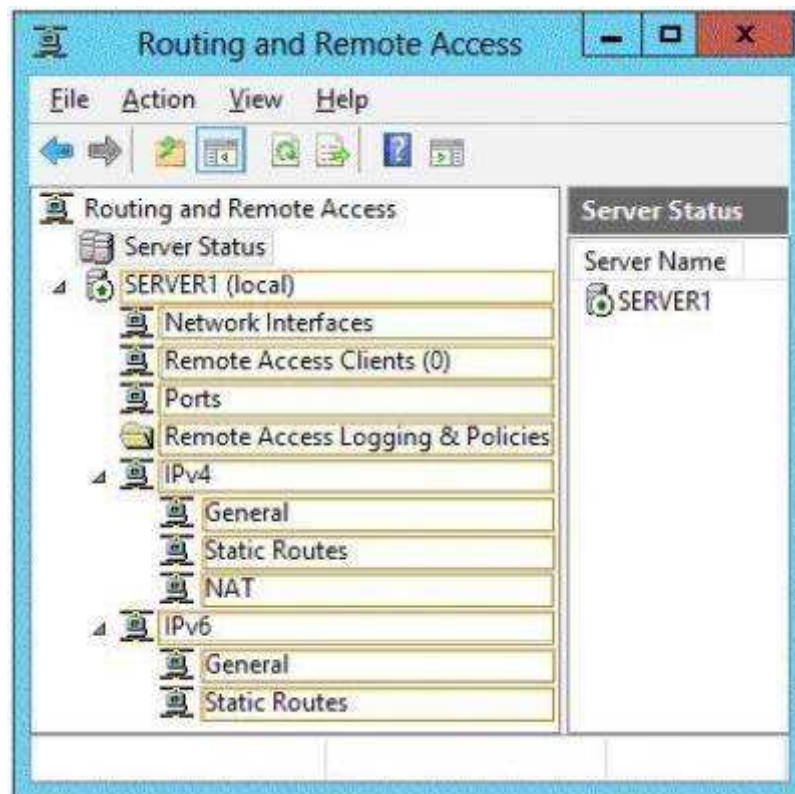 Routing and Remote Access
File Action View Help
Routing and Remote Access
Server Status
SERVER1 (local)
Network Interfaces
Remote Access Clients (0)
Ports
Remote Access Logging & Policies
IPv4
General
Static Routes
NAT
IPv6
General
Static Routes
Server Status
Server Name
SERVER1